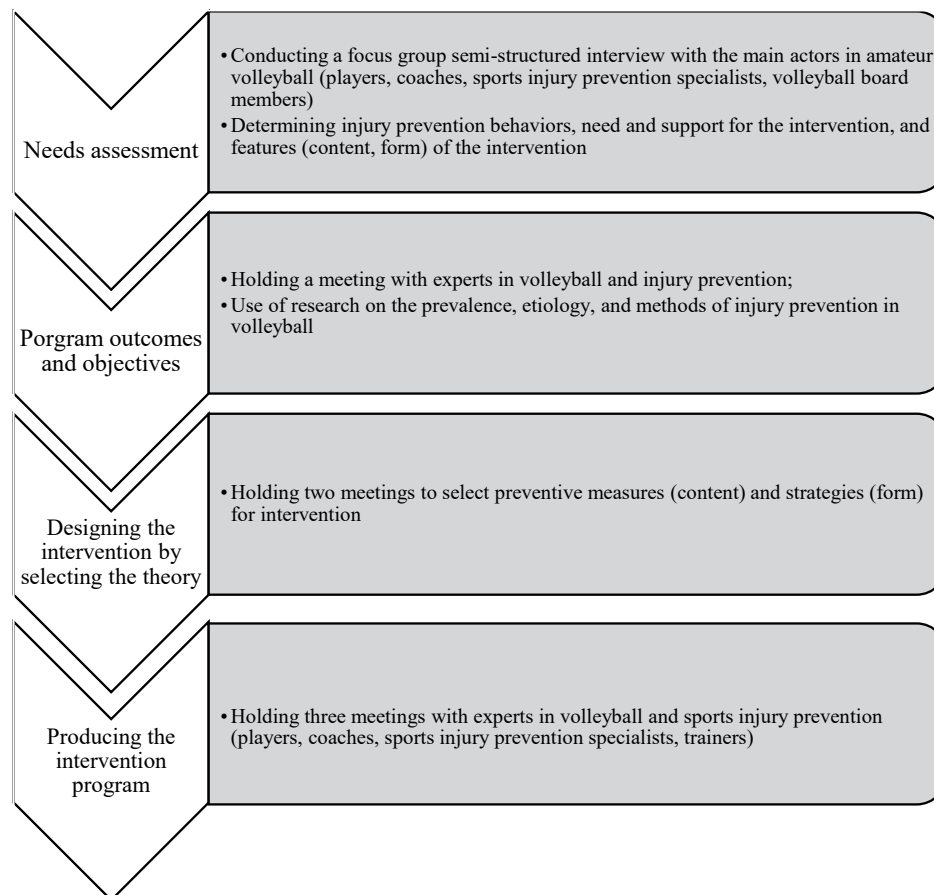 Needs assessment
• Conducting a focus group semi-structured interview with the main actors in amateur
volleyball (players, coaches, sports injury prevention specialists, volleyball board
members)
• Determining injury prevention behaviors, need and support for the intervention, and
features (content, form) of the intervention
Porgram outcomes
and objectives
• Holding a meeting with experts in volleyball and injury prevention;
• Use of research on the prevalence, etiology, and methods of injury prevention in
volleyball
Designing the
intervention by
selecting the theory
• Holding two meetings to select preventive measures (content) and strategies (form)
for intervention
Producing the
intervention
program
• Holding three meetings with experts in volleyball and sports injury prevention
(players, coaches, sports injury prevention specialists, trainers)